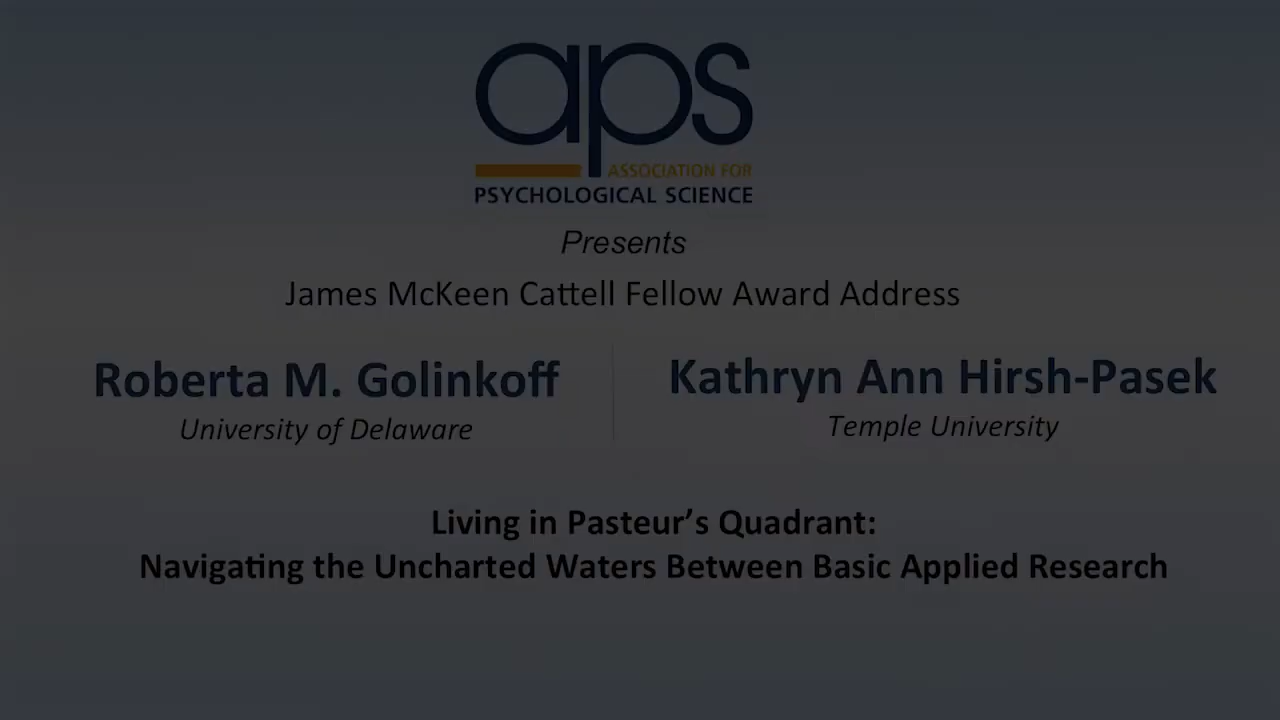 aps
ASSOCIATION FOR
PSYCHOLOGICAL SCIENCE
Presents
James McKeen Cattell Fellow Award Address
Roberta M. Golinkoff
University of Delaware
Kathryn Ann Hirsh-Pasek
Temple University
Living in Pasteur’s Quadrant:
Navigating the Uncharted Waters Between Basic Applied Research